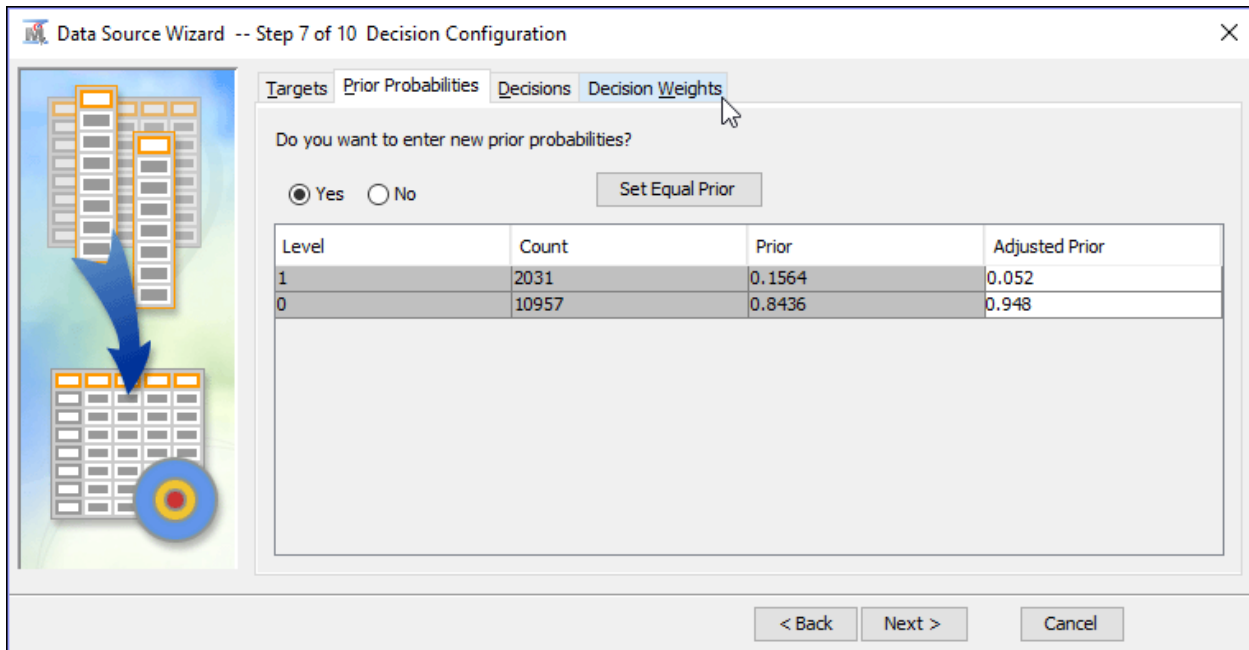 Data Source Wizard -- Step 7 of 10 Decision Configuration
Targets Prior Probabilities Decisions Decision Weights
Do you want to enter new prior probabilities?
Yes No Set Equal Prior
Level Count Prior Adjusted Prior
1 2031 0.1564 0.052
0 10957 0.8436 0.948
< Back Next > Cancel